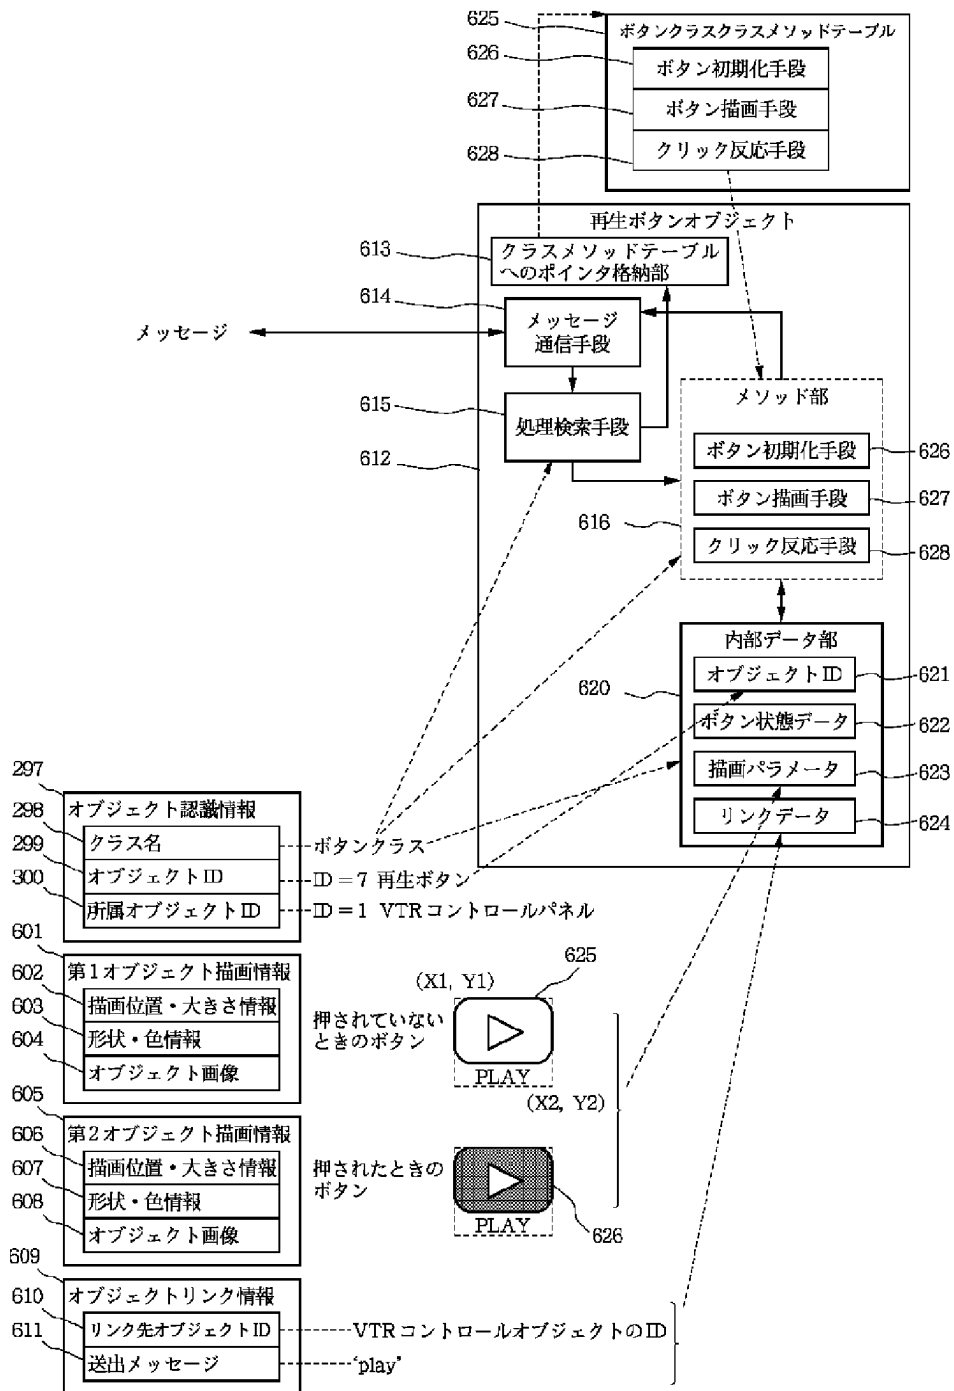 625
ボタンクラスクラスメソッドテーブル
626
ボタン初期化手段
627
ボタン描画手段
628
クリック反応手段
再生ボタンオブジェクト
613
クラスメソッドテーブル
へのポインタ格納部
614
メッセージ
メッセージ
通信手段
615
処理検索手段
612
メソッド部
ボタン初期化手段
626
ボタン描画手段
627
616
クリック反応手段
628
内部データ部
620
オブジェクトID
621
ボタン状態データ
622
描画パラメータ
623
リンクデータ
624
297
オブジェクト認識情報
298
クラス名
ボタンクラス
299
オブジェクトID
ID=7 再生ボタン
300
所属オブジェクトID
ID=1 VTRコントロールパネル
601
第1オブジェクト描画情報
602
描画位置・大きさ情報
603
形状・色情報
604
オブジェクト画像
押されていない
ときのボタン
(X1, Y1)
625
PLAY
(X2, Y2)
605
第2オブジェクト描画情報
606
描画位置・大きさ情報
607
形状・色情報
608
オブジェクト画像
押されたときの
ボタン
PLAY
626
609
オブジェクトリンク情報
610
リンク先オブジェクトID
VTRコントロールオブジェクトのID
611
送出メッセージ
‘play’